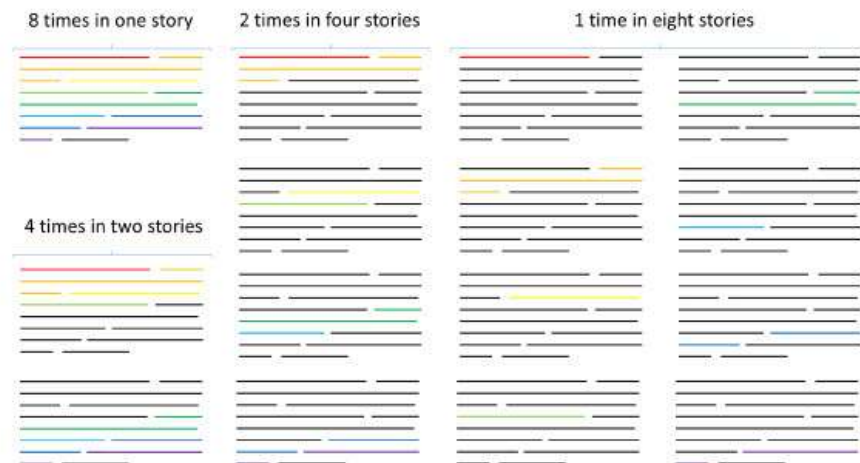 8 times in one story
2 times in four stories
1 time in eight stories
4 times in two stories